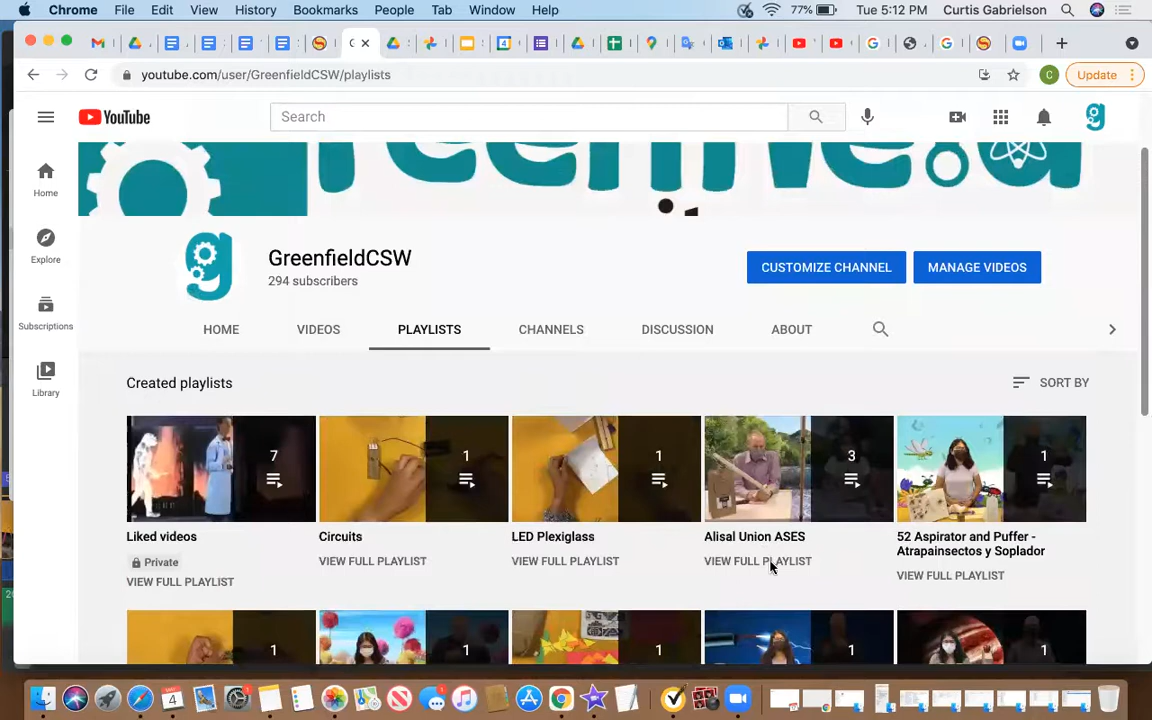 Chrome File Edit View History Bookmarks People Tab Window Help 77% Tue 5:12 PM Curtis Gabrielson
youtube.com/user/GreenfieldCSW/playlists C Update
YouTube Search
Home
Explore
Subscriptions
Library
g GreenfieldCSW
294 subscribers
CUSTOMIZE CHANNEL MANAGE VIDEOS
HOME VIDEOS PLAYLISTS CHANNELS DISCUSSION ABOUT
Created playlists SORT BY
7 1 1 3 1
Liked videos Circuits LED Plexiglass Alisal Union ASES 52 Aspirator and Puffer -
Atrapainsectos y Soplador
Private VIEW FULL PLAYLIST VIEW FULL PLAYLIST VIEW FULL PLAYLIST VIEW FULL PLAYLIST
VIEW FULL PLAYLIST
1 1 1 1 1